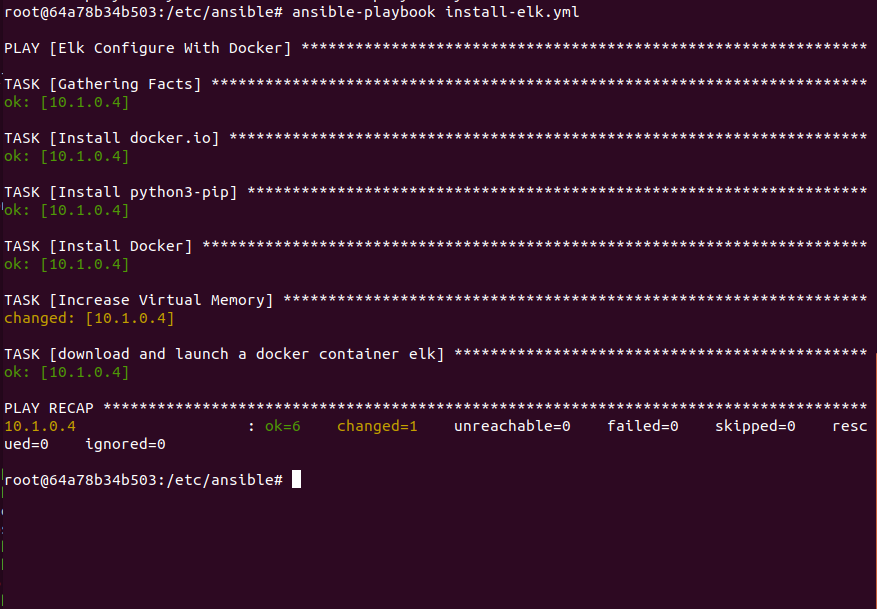 root@64a78b34b503:/etc/ansible# ansible-playbook install-elk.yml
PLAY [Elk Configure With Docker] ***************************************************************
TASK [Gathering Facts] *************************************************************************
ok: [10.1.0.4]
TASK [Install docker.io] ***********************************************************************
ok: [10.1.0.4]
TASK [Install python3-pip] *********************************************************************
ok: [10.1.0.4]
TASK [Install Docker] **************************************************************************
ok: [10.1.0.4]
TASK [Increase Virtual Memory] *****************************************************************
changed: [10.1.0.4]
TASK [download and launch a docker container elk] **********************************************
ok: [10.1.0.4]
PLAY RECAP *************************************************************************************
10.1.0.4                   : ok=6    changed=1    unreachable=0    failed=0    skipped=0    resc
ued=0    ignored=0
root@64a78b34b503:/etc/ansible#